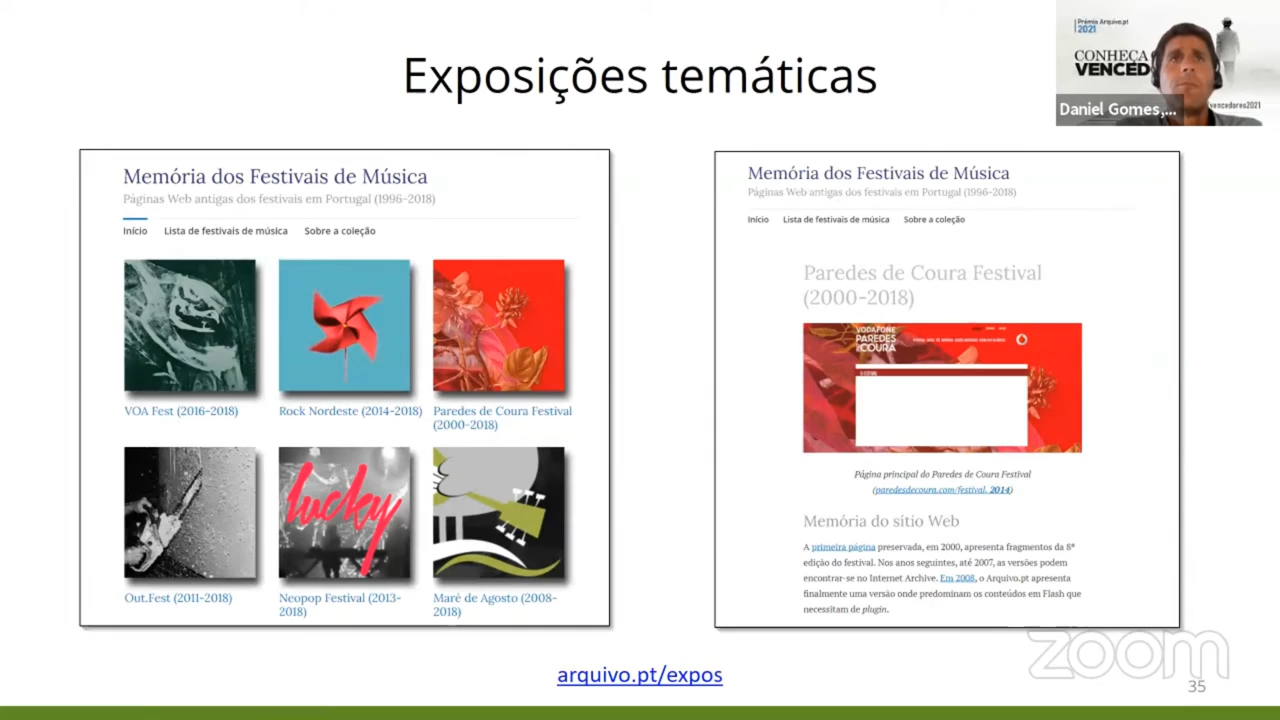 Exposições temáticas
Prémio Arquivo.pt
2021
CONHEÇA
VENCED
vencedores2021
Daniel Gomes,...
Memória dos Festivais de Música
Páginas Web antigas dos festivais em Portugal (1996-2018)
Início Lista de festivais de música Sobre a coleção
VOA Fest (2016-2018)
Rock Nordeste (2014-2018)
Paredes de Coura Festival
(2000-2018)
lucky
Out.Fest (2011-2018)
Neopop Festival (2013-
2018)
Maré de Agosto (2008-
2018)
Memória dos Festivais de Música
Páginas Web antigas dos festivais em Portugal (1996-2018)
Início Lista de festivais de música Sobre a coleção
Paredes de Coura Festival
(2000-2018)
VODAFONE
PAREDES
DE COURA
Página principal do Paredes de Coura Festival
(paredesdecoura.com/festival, 2014)
Memória do sítio Web
A primeira página preservada, em 2000, apresenta fragmentos da 8ª
edição do festival. Nos anos seguintes, até 2007, as versões podem
encontrar-se no Internet Archive. Em 2008, o Arquivo.pt apresenta
finalmente uma versão onde predominam os conteúdos em Flash que
necessitam de plugin.
arquivo.pt/expos
zoom
35